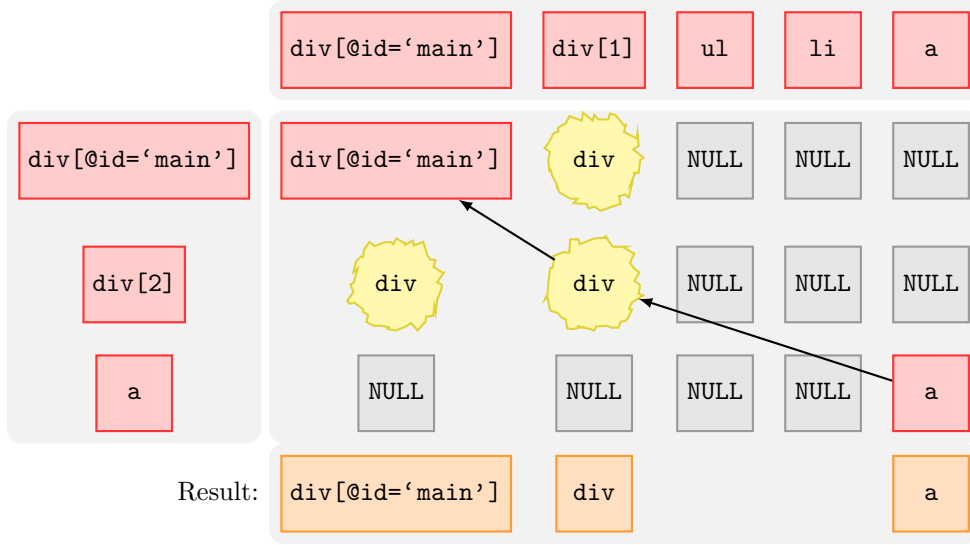 div[@id=‘main’] div[1] ul li a
div[@id=‘main’] div[@id=‘main’] div NULL NULL NULL
div[2] div div NULL NULL NULL
a NULL NULL NULL NULL a
Result: div[@id=‘main’] div a